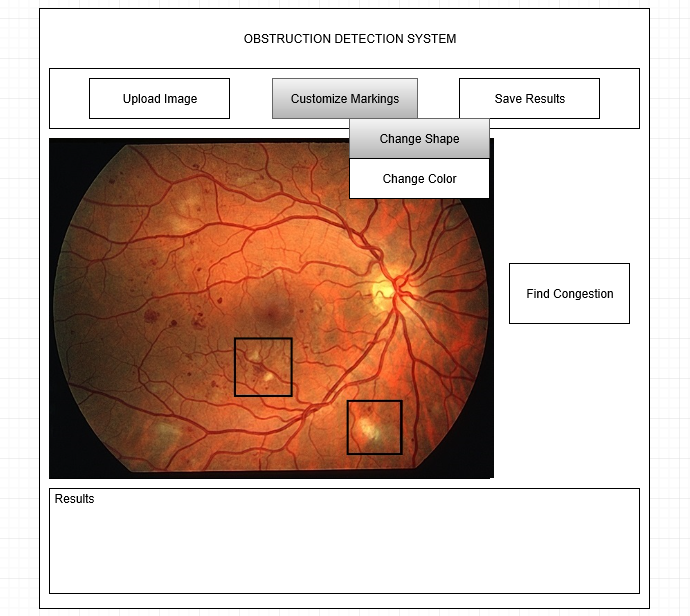 OBSTRUCTION DETECTION SYSTEM
Upload Image
Customize Markings
Save Results
Change Shape
Change Color
Find Congestion
Results